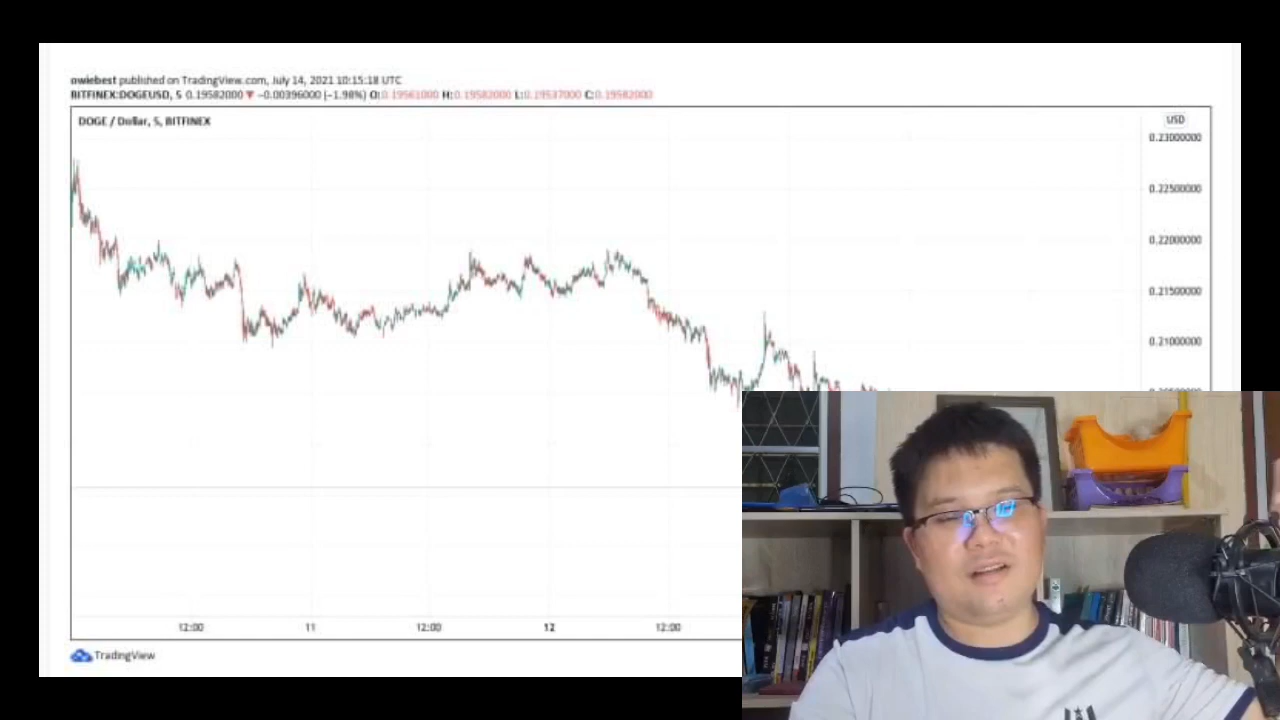 owiebest published on TradingView.com, July 14, 2021 10:15:18 UTC
BITFINEX:DOGEUSD, 5 0.19582000 ▼ −0.00396000 (−1.98%) O:0.19561000 H:0.19582000 L:0.19537000 C:0.19582000
DOGE / Dollar, 5, BITFINEX
USD
0.23000000
0.22500000
0.22000000
0.21500000
0.21000000
12:00 11 12:00 12 12:00
TradingView